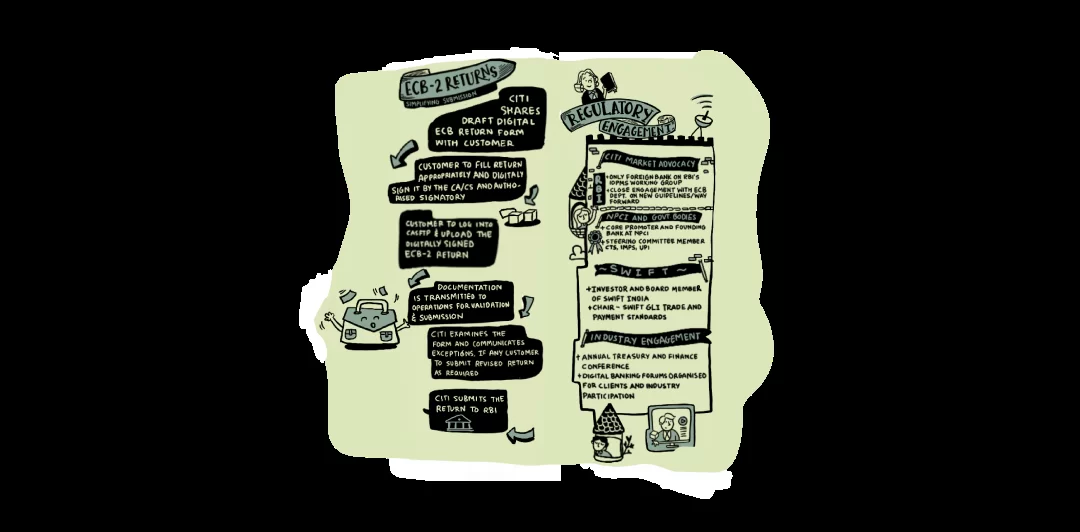 ECB-2 RETURNS
SIMPLIFYING SUBMISSION
CITI
SHARES
DRAFT DIGITAL
ECB RETURN FORM
WITH CUSTOMER
CUSTOMER TO FILL RETURN
APPROPRIATELY AND DIGITALY
SIGN IT BY THE CA/CS AND AUTHO-
RISED SIGNATORY
CUSTOMER TO LOG INTO
& UPLOAD THE
DIGITALLY SIGNED
ECB-2 RETURN
DOCUMENTATION
IS TRANSMITED TO
OPERATIONS FOR VALIDATION
& SUBMISSION
CITI EXAMINES THE
FORM AND COMMUNICATES
EXCEPTIONS, IF ANY CUSTOMER
TO SUBMIT REVISED RETURN
AS REQUIRED
CITI SUBMITS THE
RETURN TO RBI
REGULATORY
ENGAGEMENT
CITI MARKET ADVOCACY
RBI
+ONLY FOREIGN BANK ON RBI'S
IDPMS WORKING GROUP
+CLOSE ENGAGEMENT WITH ECB
DEPT. ON NEW GUIDELINES/WAY
FORWARD
NPCI AND GOVT BODIES
+ CORE PROMOTER AND FOUNDING
BANK AT NPCI
+STEERING COMMITTEE MEMBER
CTS, IMPS, UPI
~SWIFT~
+INVESTOR AND BOARD MEMBER
OF SWIFT INDIA
+CHAIR - SWIFT GLI TRADE AND
PAYMENT STANDARDS
INDUSTRY ENGAGEMENT
+ ANNUAL TREASURY AND FINANCE
CONFERENCE
+DIGITAL BANKING FORUMS ORGANISED
FOR CLIENTS AND INDUSTRY
PARTICIPATION